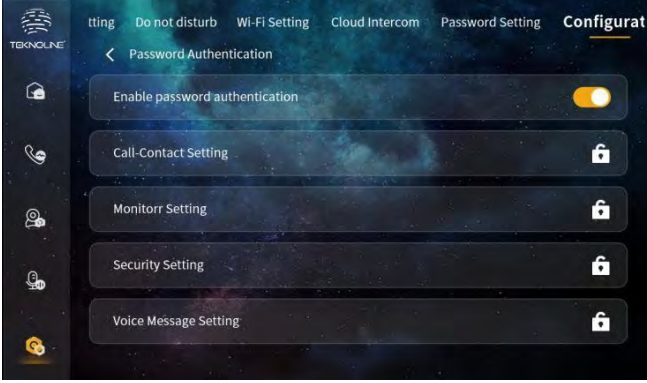 tting Do not disturb Wi-Fi Setting Cloud Intercom Password Setting Configurat
TEKNOLINE
Password Authentication
Enable password authentication
Call-Contact Setting
Monitorr Setting
Security Setting
Voice Message Setting